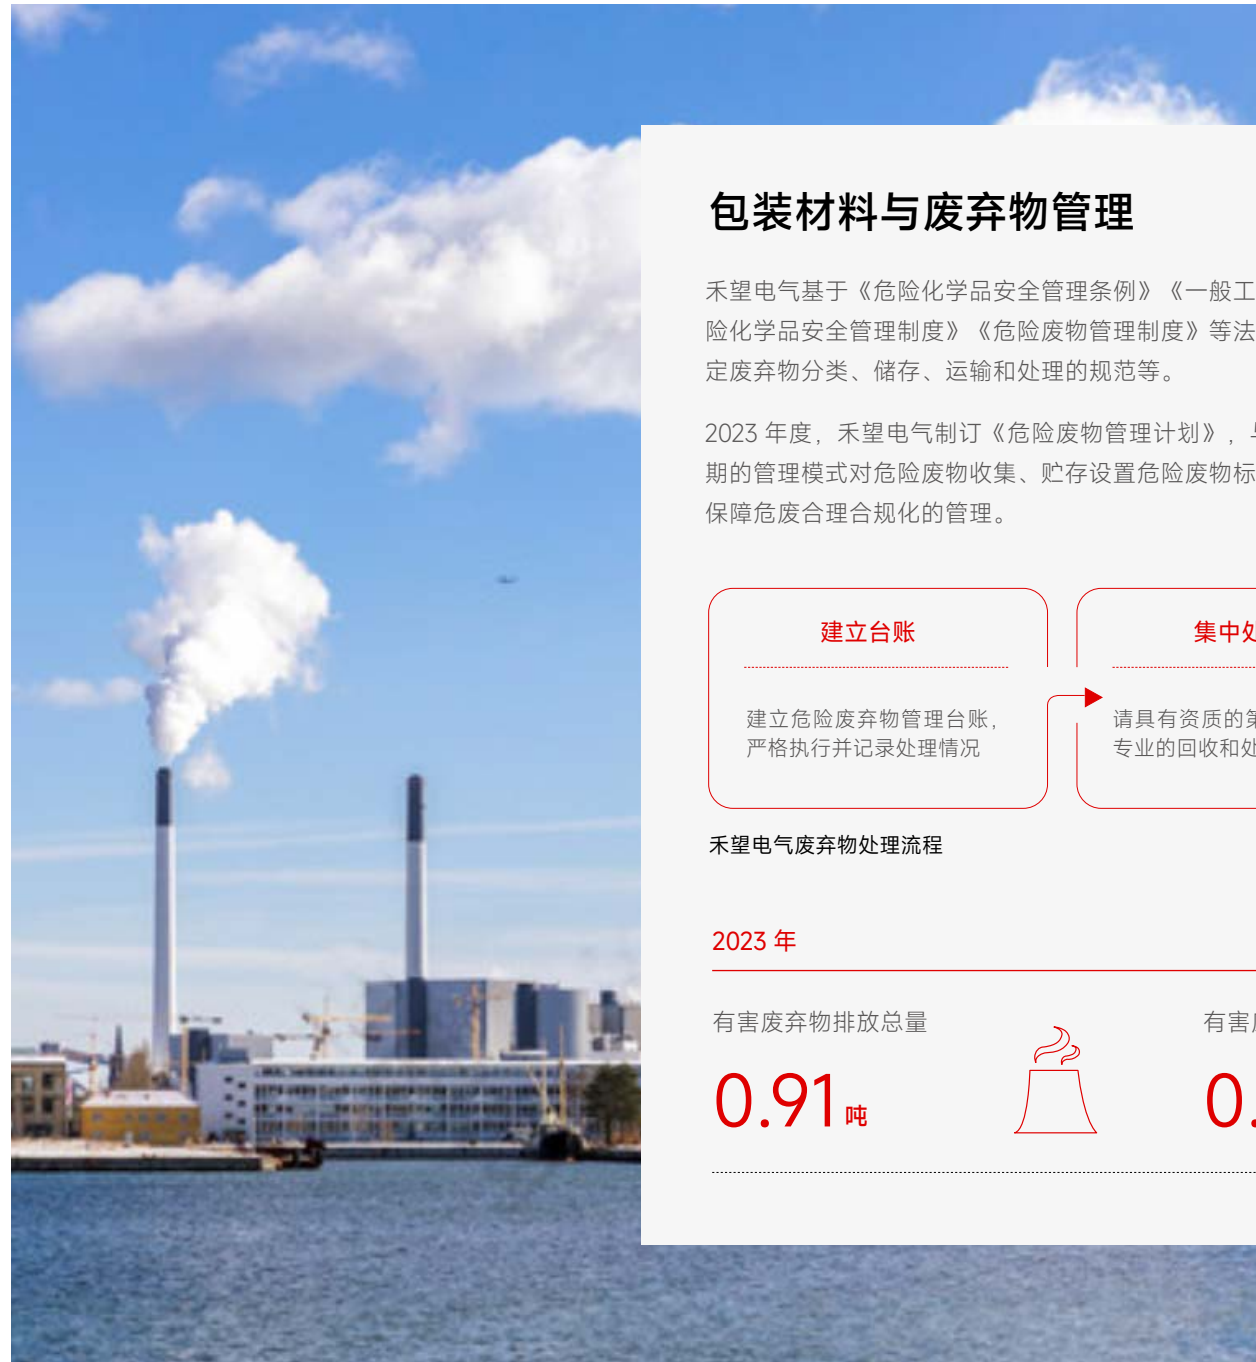 包装材料与废弃物管理
禾望电气基于《危险化学品安全管理条例》《一般工
险化学品安全管理制度》《危险废物管理制度》等法
定废弃物分类、储存、运输和处理的规范等。
2023 年度，禾望电气制订《危险废物管理计划》，
期的管理模式对危险废物收集、贮存设置危险废物标
保障危废合理合规化的管理。
建立台账
集中处
建立危险废弃物管理台账，
严格执行并记录处理情况
请具有资质的第
专业的回收和处
禾望电气废弃物处理流程
2023 年
有害废弃物排放总量
0.91 吨
有害
0.